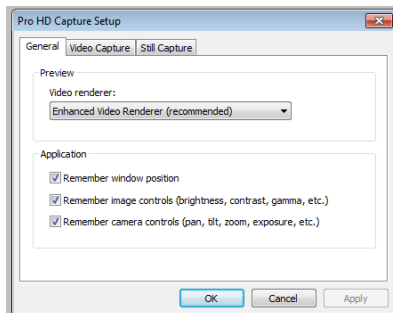 Pro HD Capture Setup
General Video Capture Still Capture
Preview
Video renderer:
Enhanced Video Renderer (recommended)
Application
Remember window position
Remember image controls (brightness, contrast, gamma, etc.)
Remember camera controls (pan, tilt, zoom, exposure, etc.)
OK Cancel Apply